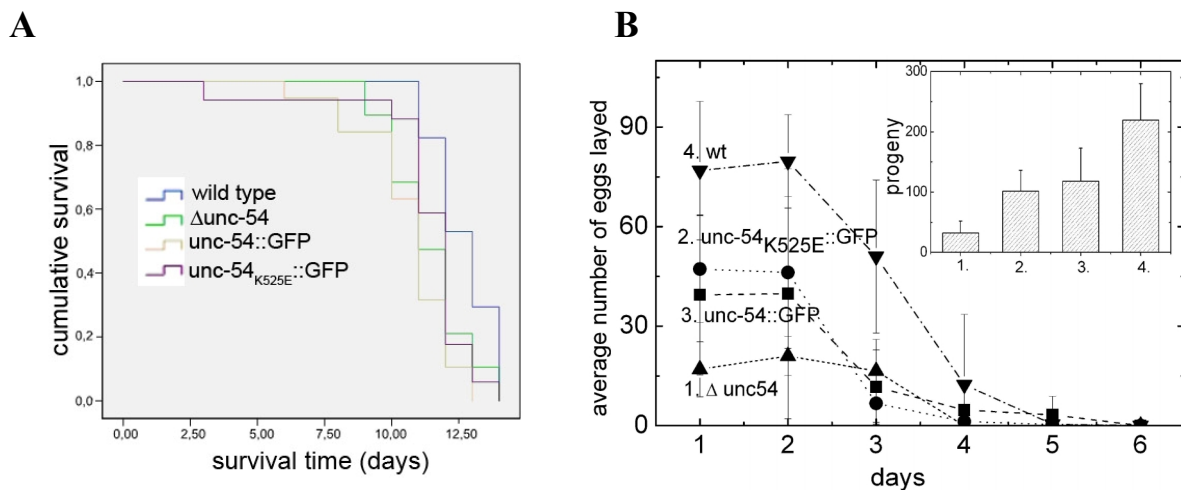 A
cumulative survival
1,0
0,8
0,6
0,4
0,2
0,0
wild type
Δunc-54
unc-54::GFP
unc-54K525E::GFP
0,00
2,50
5,00
7,50
10,00
12,50
survival time (days)
B
average number of eggs layed
90
60
30
0
4. wt
2. unc-54K525E::GFP
3. unc-54::GFP
1. Δ unc54
1
2
3
4
5
6
days
progeny
300
200
100
0
1.
2.
3.
4.